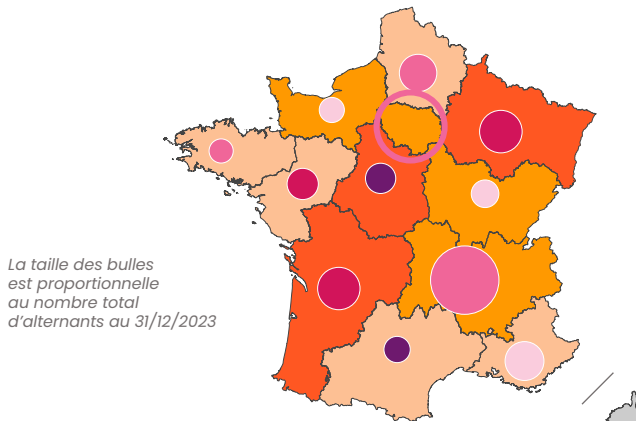 La taille des bulles
est proportionnelle
au nombre total
d’alternants au 31/12/2023